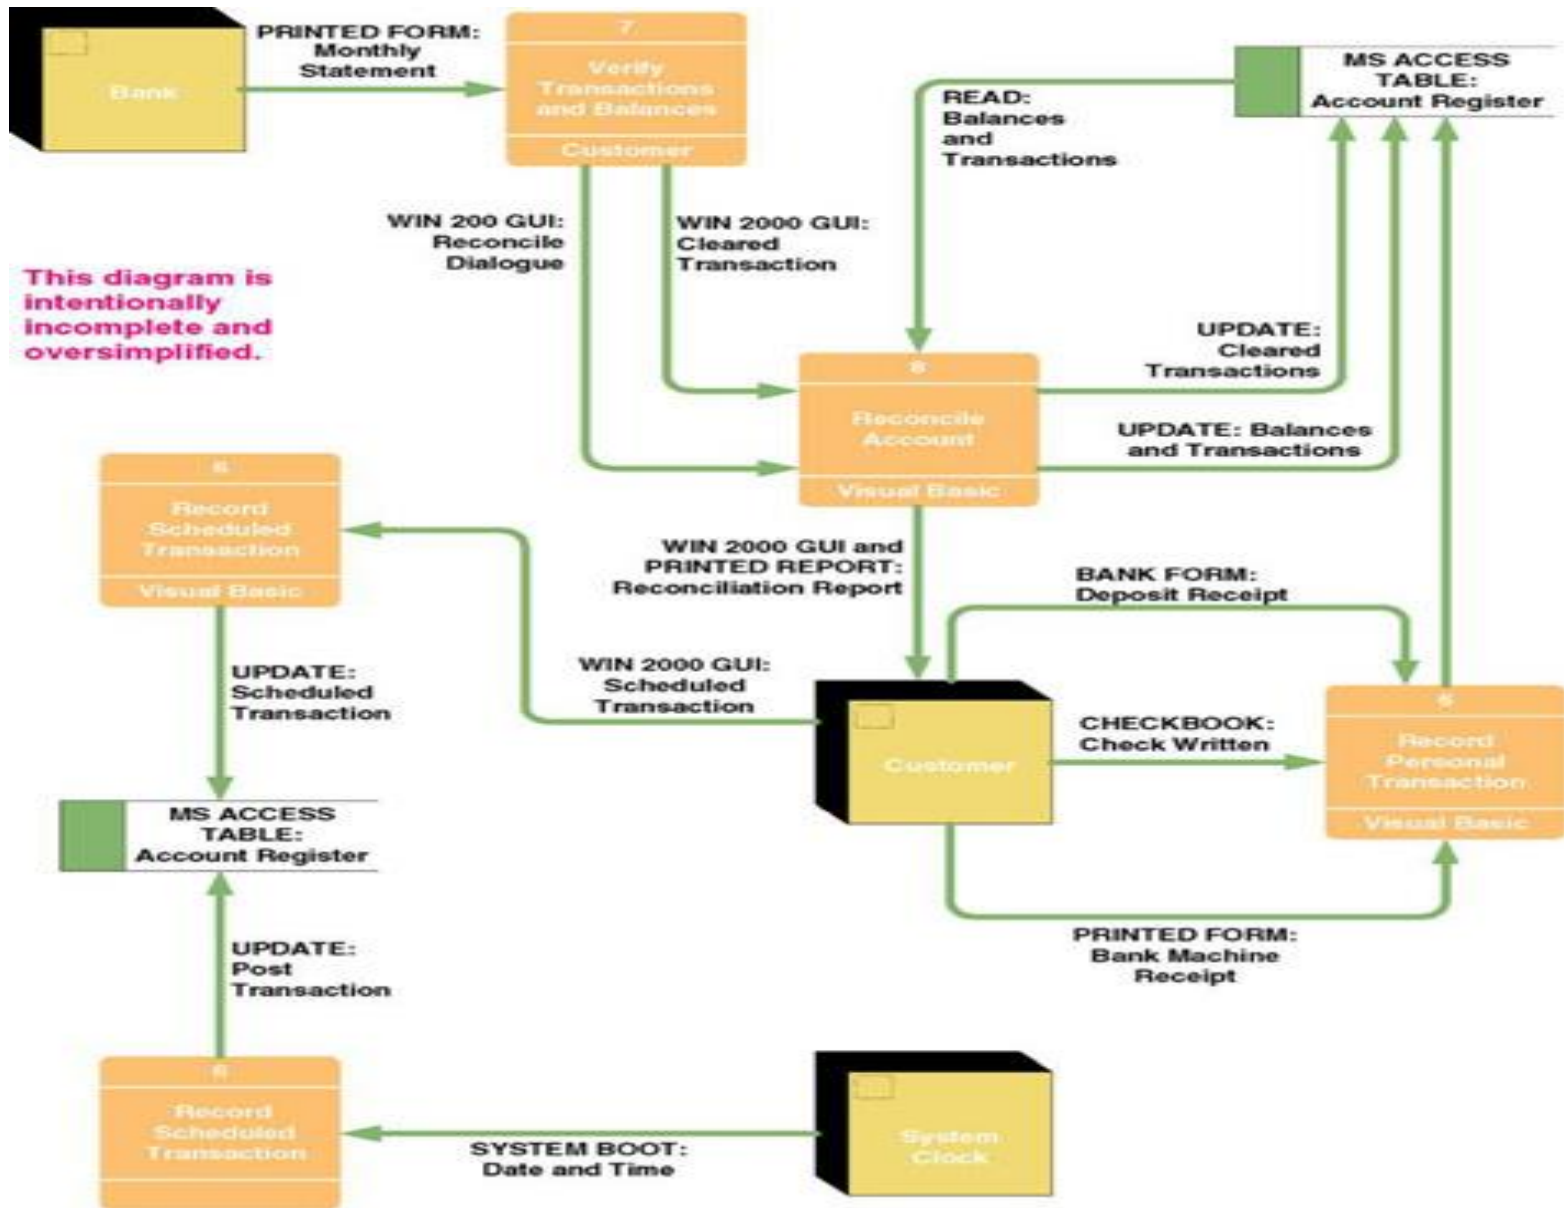 Bank
PRINTED FORM:
Monthly
Statement
7
Verify
Transactions
and Balances
Customer
READ:
Balances
and
Transactions
MS ACCESS
TABLE:
Account Register
WIN 200 GUI:
Reconcile
Dialogue
WIN 2000 GUI:
Cleared
Transaction
This diagram is
intentionally
incomplete and
oversimplified.
UPDATE:
Cleared
Transactions
8
Reconcile
Account
Visual Basic
UPDATE: Balances
and Transactions
6
Record
Scheduled
Transaction
Visual Basic
WIN 2000 GUI and
PRINTED REPORT:
Reconciliation Report
BANK FORM:
Deposit Receipt
UPDATE:
Scheduled
Transaction
WIN 2000 GUI:
Scheduled
Transaction
Customer
CHECKBOOK:
Check Written
Record
Personal
Transaction
Visual Basic
MS ACCESS
TABLE:
Account Register
PRINTED FORM:
Bank Machine
Receipt
UPDATE:
Post
Transaction
6
Record
Scheduled
Transaction
SYSTEM BOOT:
Date and Time
System
Clock